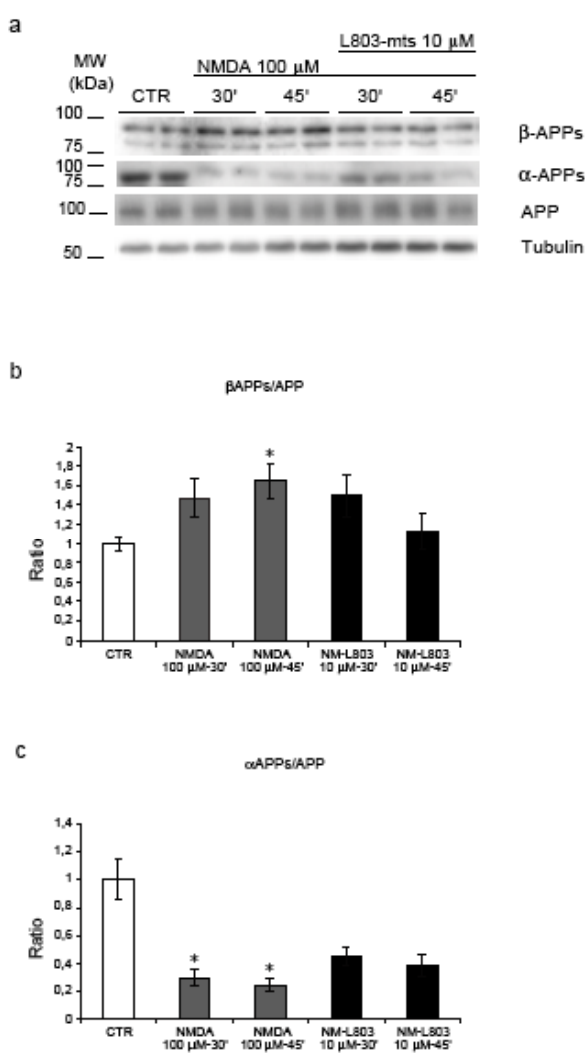 a
L803-mts 10 µM
MW
(kDa)
NMDA 100 µM
CTR 30' 45' 30' 45'
100
75
β-APPs
100
75
α-APPs
100
APP
50
Tubulin
b
βAPPs/APP
2
1,8
1,6
1,4
1,2
1
0,8
0,6
0,4
0,2
0
Ratio
*
CTR NMDA NMDA NM-L803 NM-L803
100 µM-30' 100 µM-45' 10 µM-30' 10 µM-45'
c
αAPPs/APP
1,4
1,2
1
0,8
0,6
0,4
0,2
0
Ratio
* *
CTR NMDA NMDA NM-L803 NM-L803
100 µM-30' 100 µM-45' 10 µM-30' 10 µM-45'